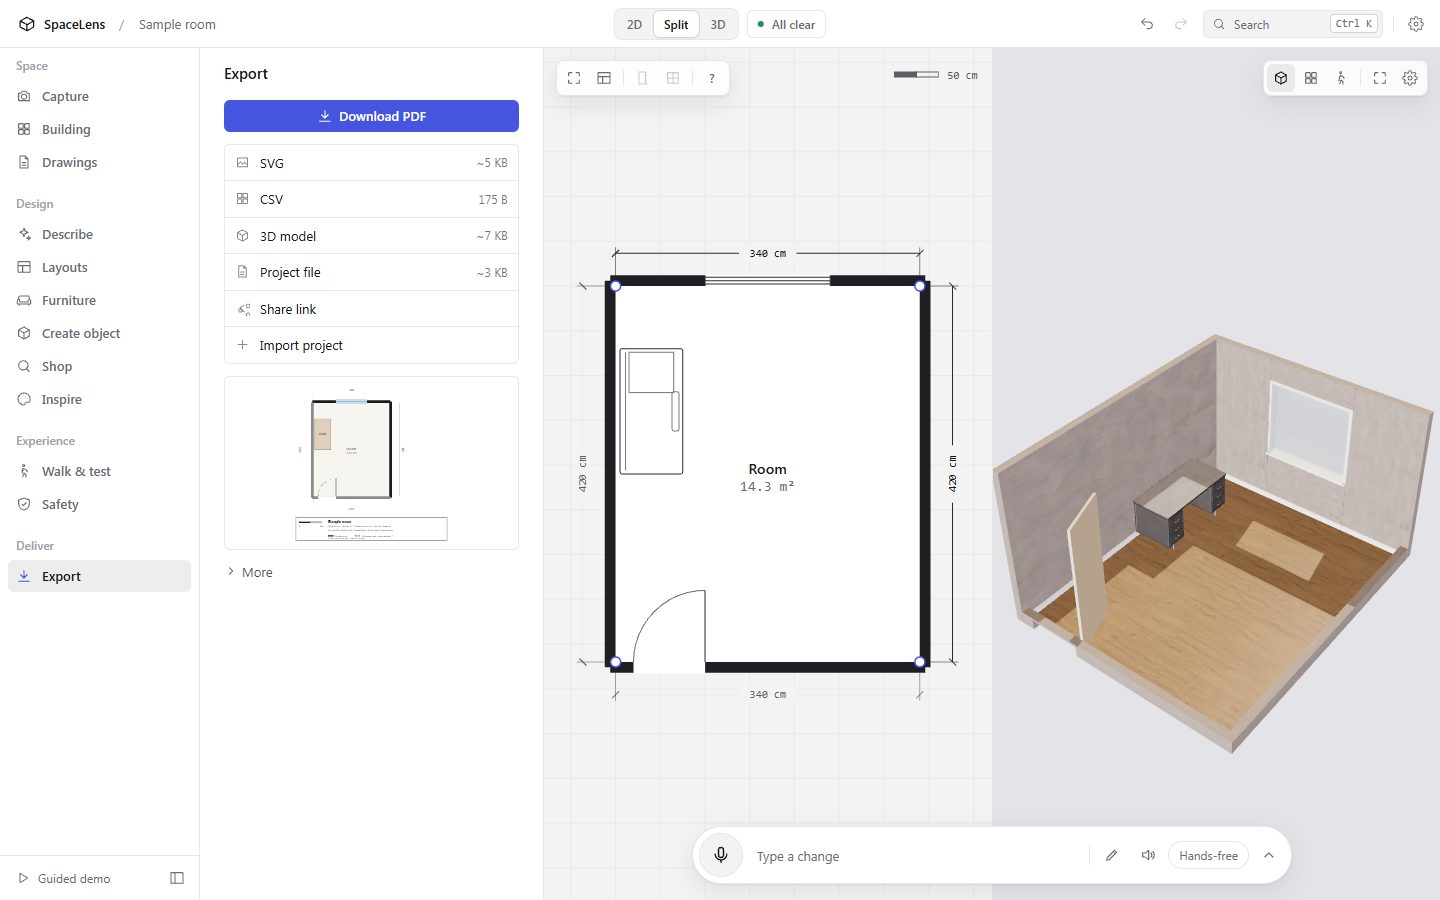 SpaceLens / Sample room
2D Split 3D
All clear
Search Ctrl K
Space
Capture
Building
Drawings
Design
Describe
Layouts
Furniture
Create object
Shop
Inspire
Experience
Walk & test
Safety
Deliver
Export
Guided demo
Export
Download PDF
SVG ~5 KB
CSV 175 B
3D model ~7 KB
Project file ~3 KB
Share link
Import project
More
?
50 cm
340 cm
420 cm
Room
14.3 m²
420 cm
340 cm
Type a change
Hands-free